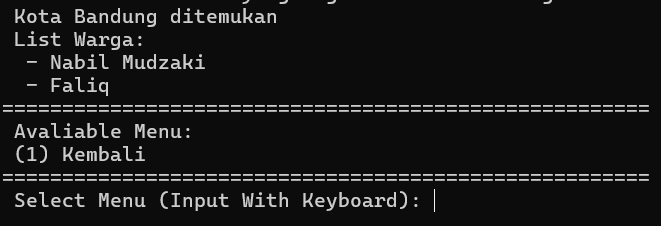 Kota Bandung ditemukan
List Warga:
- Nabil Mudzaki
- Faliq
======================================================
Avaliable Menu:
(1) Kembali
======================================================
Select Menu (Input With Keyboard):